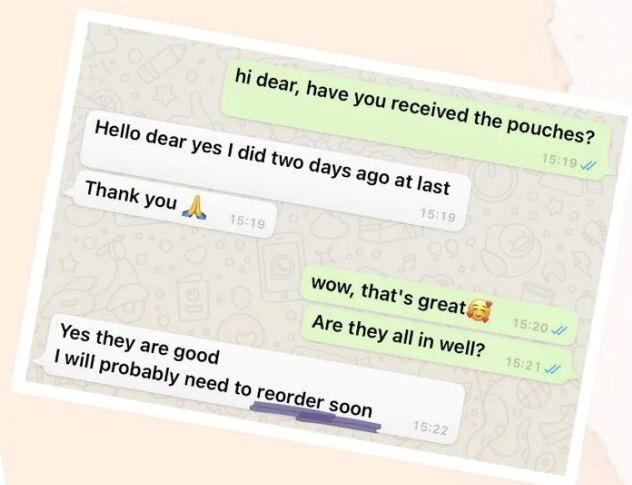 hi dear, have you received the pouches?
15:19
Hello dear yes I did two days ago at last
15:19
Thank you 🙏
15:19
wow, that's great🥰
15:20
Are they all in well?
15:21
Yes they are good
I will probably need to reorder soon
15:22